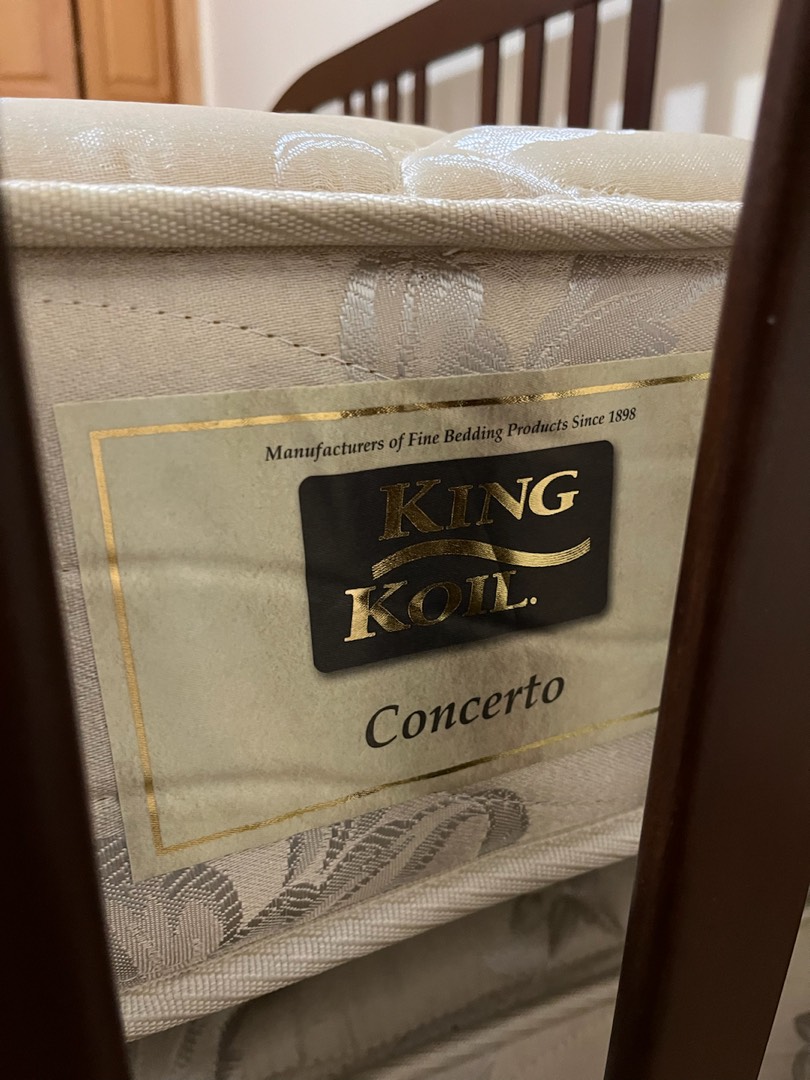 Manufacturers of Fine Bedding Products Since 1898
KING
KOIL.
Concerto